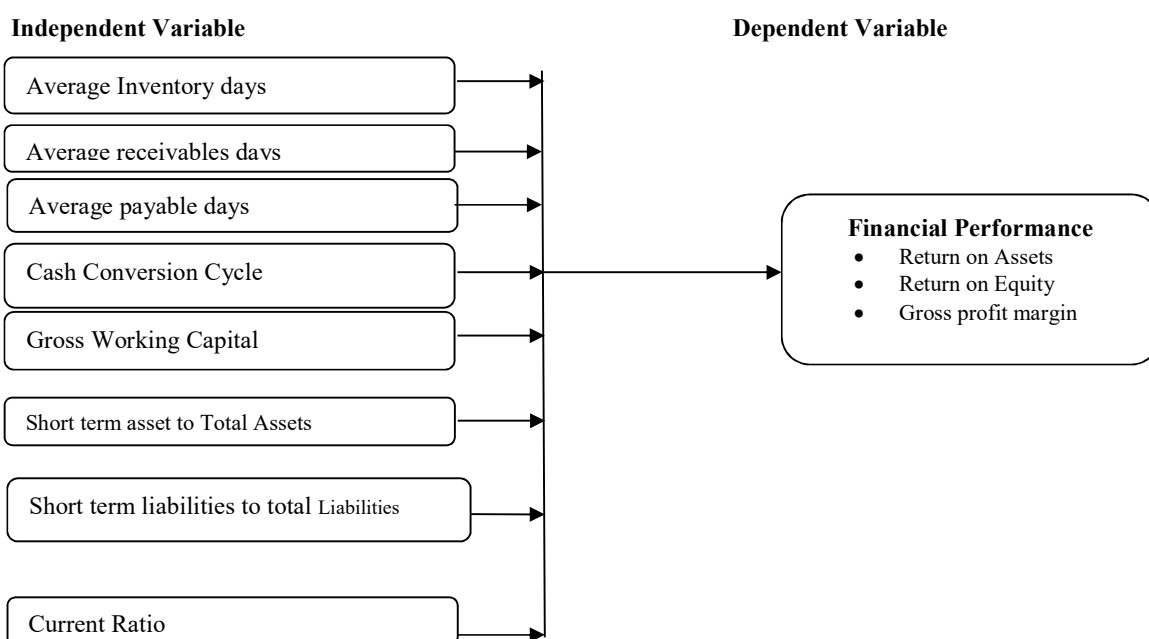 Independent Variable
Dependent Variable
Average Inventory days
Average receivables days
Average payable days
Cash Conversion Cycle
Gross Working Capital
Short term asset to Total Assets
Short term liabilities to total Liabilities
Current Ratio
Financial Performance
• Return on Assets
• Return on Equity
• Gross profit margin